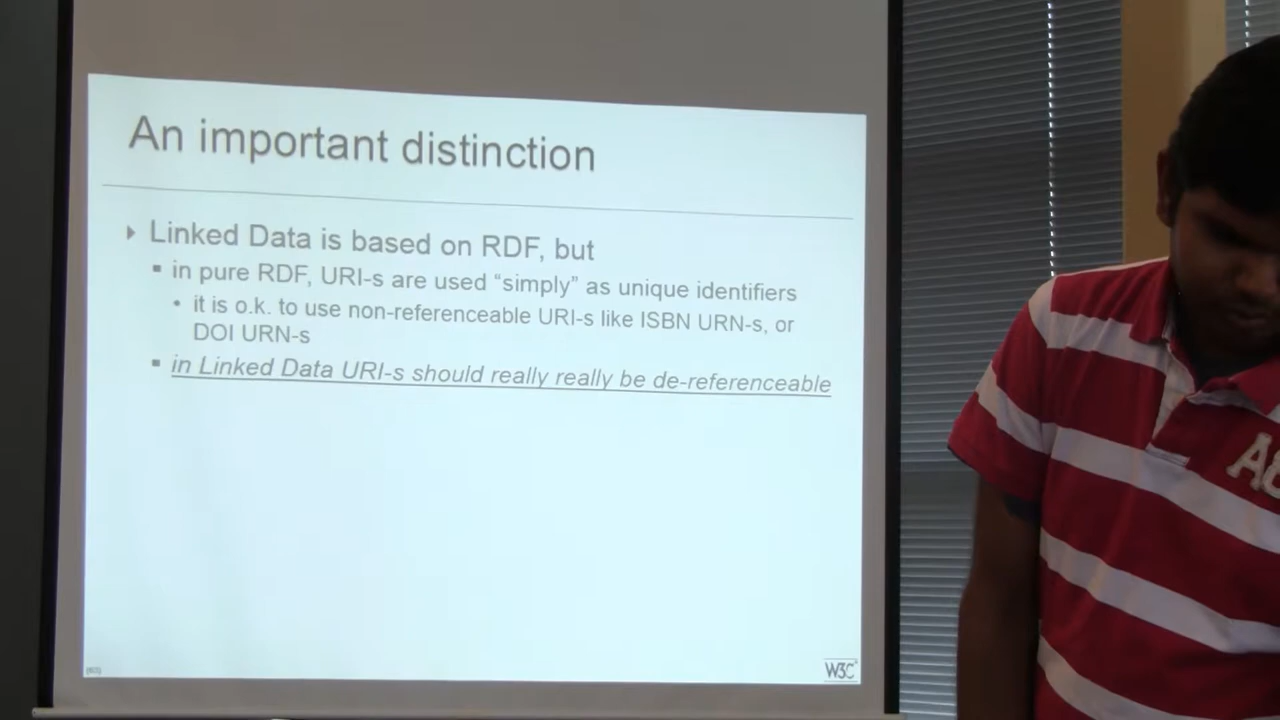 An important distinction
Linked Data is based on RDF, but
in pure RDF, URI-s are used “simply” as unique identifiers
it is o.k. to use non-referenceable URI-s like ISBN URN-s, or
DOI URN-s
in Linked Data URI-s should really really be de-referenceable
W3C